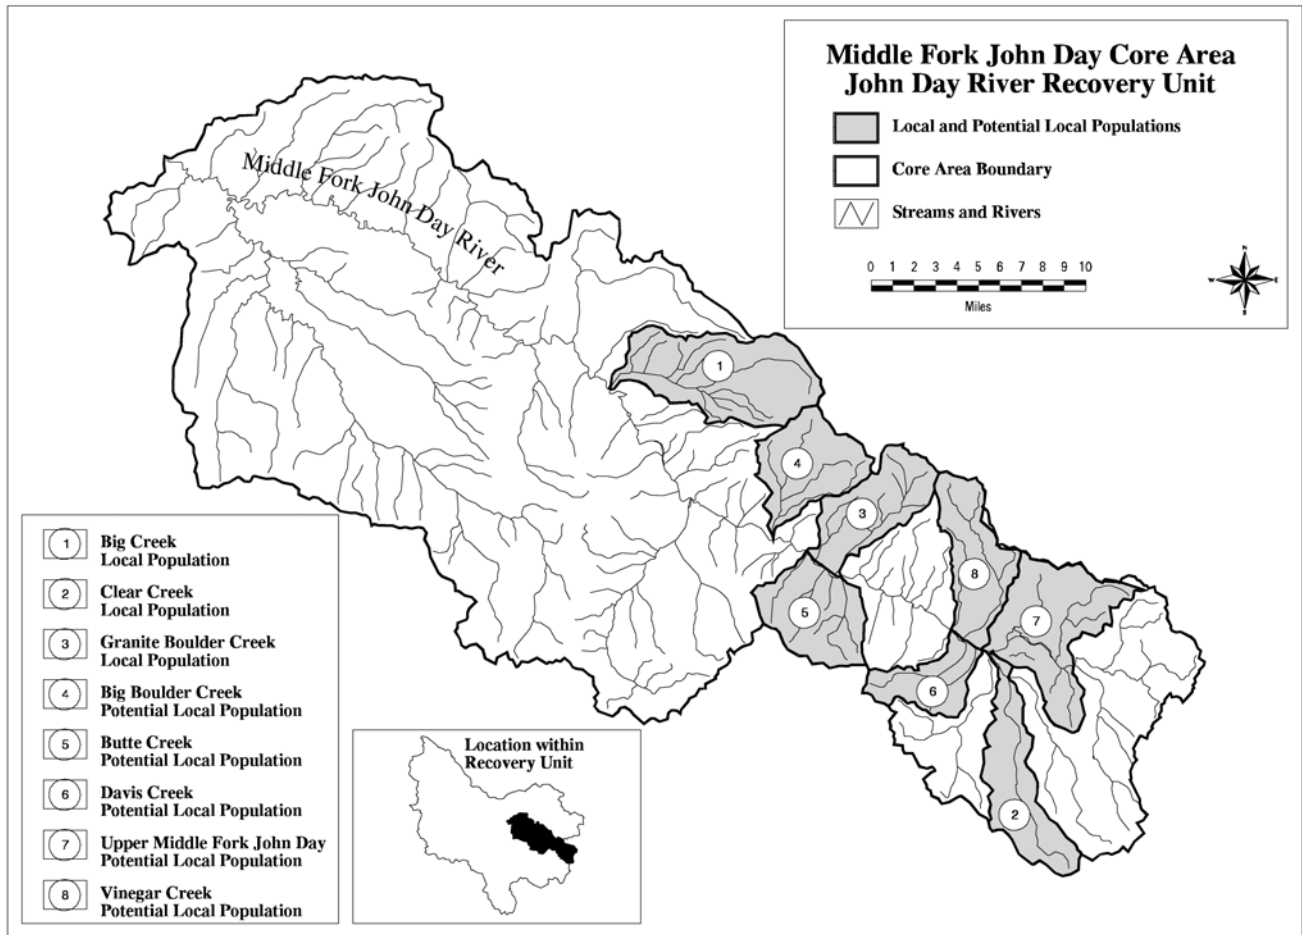 Middle Fork John Day Core Area
John Day River Recovery Unit
Local and Potential Local Populations
Core Area Boundary
Streams and Rivers
0 1 2 3 4 5 6 7 8 9 10
Miles
N
W
E
S
Middle Fork John Day River
1
4
3
8
5
7
6
2
1
Big Creek
Local Population
2
Clear Creek
Local Population
3
Granite Boulder Creek
Local Population
4
Big Boulder Creek
Potential Local Population
5
Butte Creek
Potential Local Population
6
Davis Creek
Potential Local Population
7
Upper Middle Fork John Day
Potential Local Population
8
Vinegar Creek
Potential Local Population
Location within
Recovery Unit